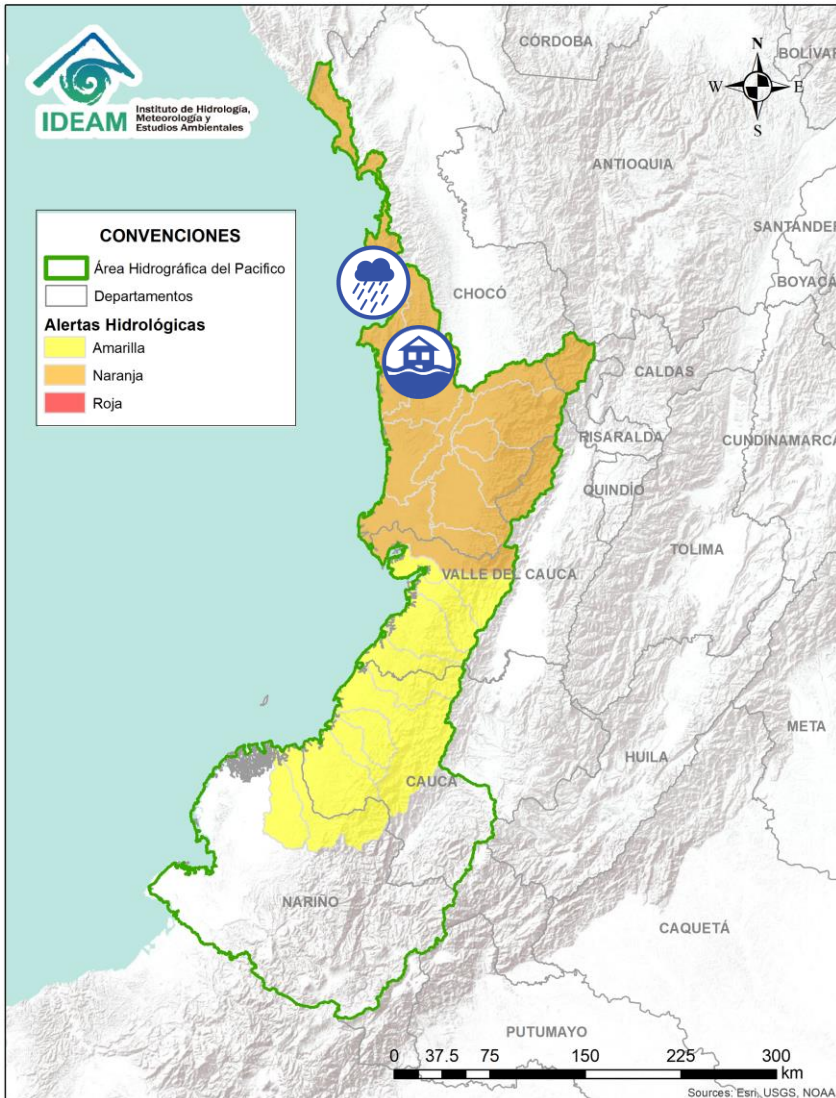 CÓRDOBA
BOLÍVAR
N
W E
S
IDEAM
Instituto de Hidrología,
Meteorología y
Estudios Ambientales
ANTIOQUIA
CONVENCIONES
Área Hidrográfica del Pacifico
Departamentos
Alertas Hidrológicas
Amarilla
Naranja
Roja
SANTANDER
BOYACÁ
CHOCÓ
CALDAS
RISARALDA
CUNDINAMARCA
QUINDÍO
TOLIMA
VALLE DEL CAUCA
META
HUILA
CAUCA
NARIÑO
CAQUETÁ
PUTUMAYO
0 37.5 75 150 225 300
km
Sources: Esri, USGS, NOAA